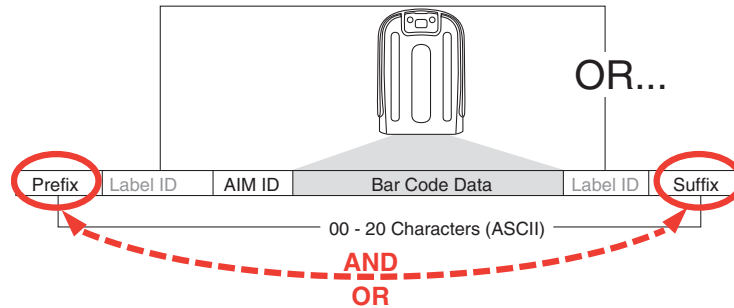 OR...
Prefix Label ID AIM ID Bar Code Data Label ID Suffix
00 - 20 Characters (ASCII)
AND
OR